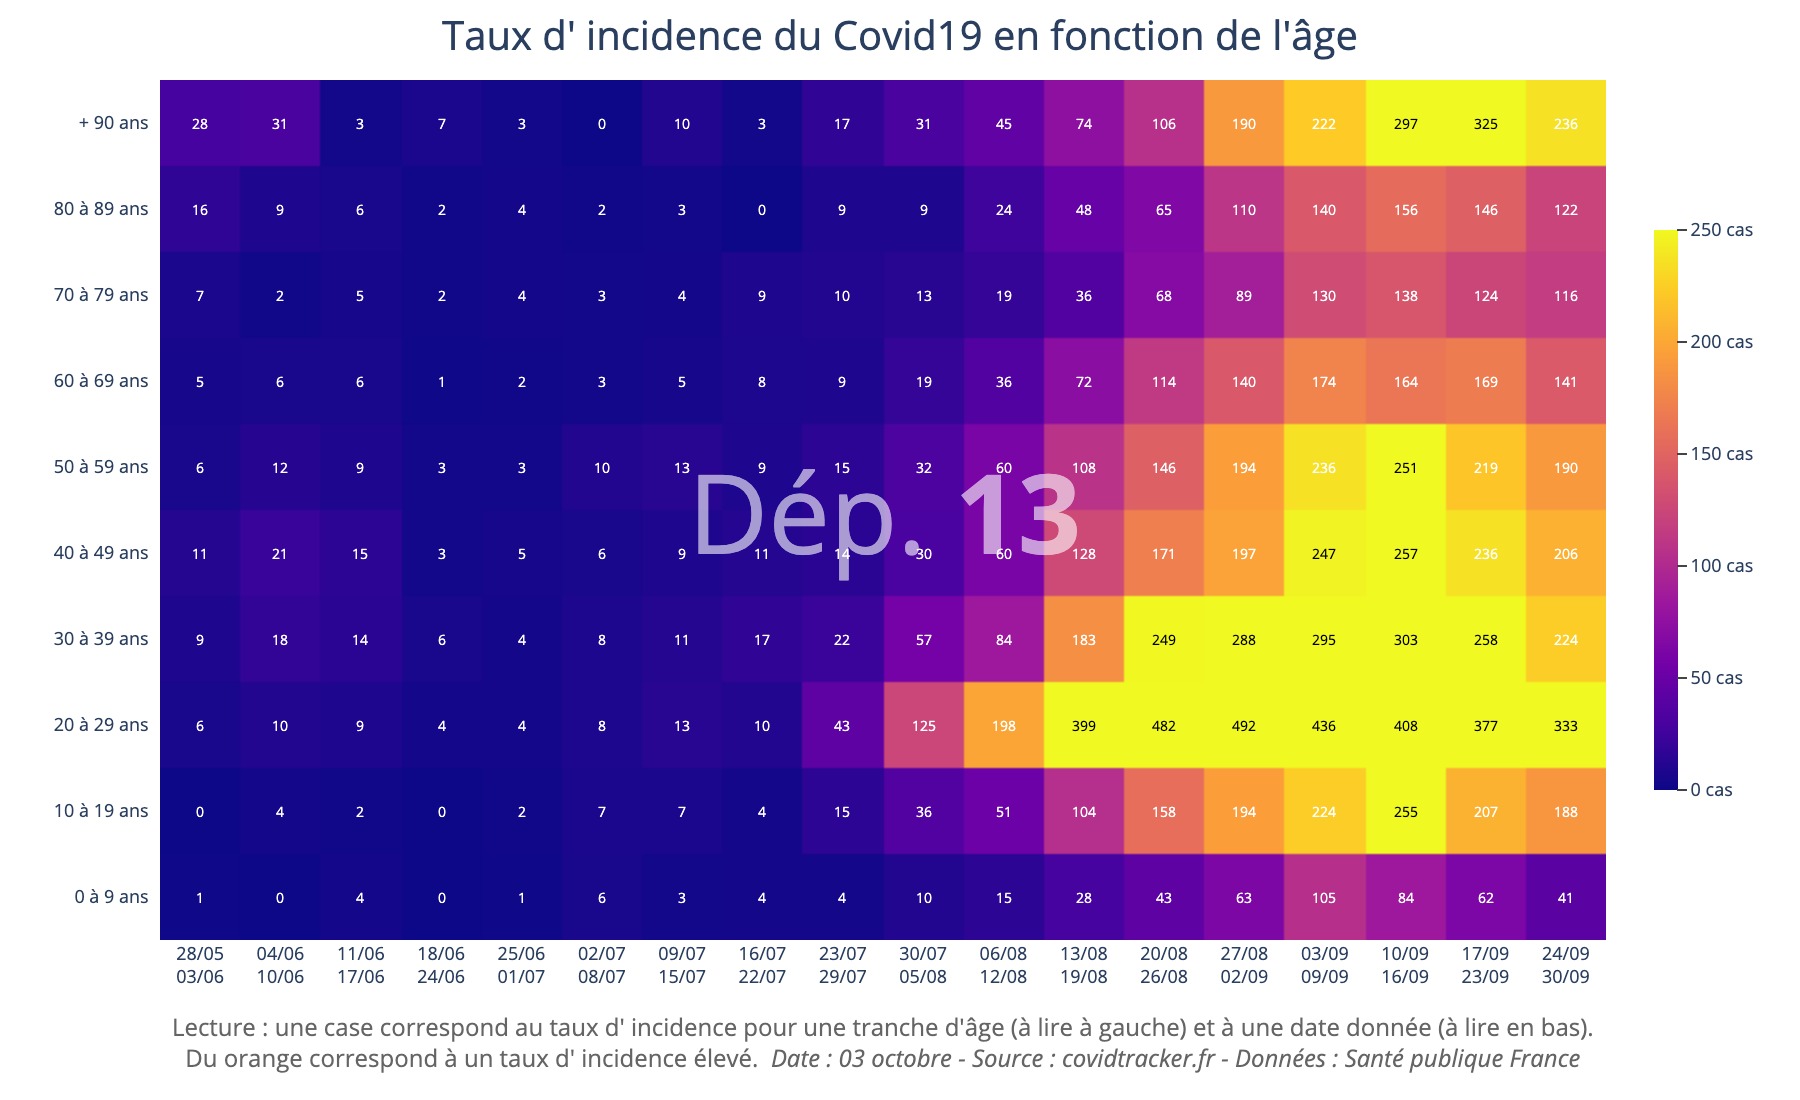 Taux d' incidence du Covid19 en fonction de l'âge
+ 90 ans 28 31 3 7 3 0 10 3 17 31 45 74 106 190 222 297 325 236
80 à 89 ans 16 9 6 2 4 2 3 0 9 9 24 48 65 110 140 156 146 122
70 à 79 ans 7 2 5 2 4 3 4 9 10 13 19 36 68 89 130 138 124 116
60 à 69 ans 5 6 6 1 2 3 5 8 9 19 36 72 114 140 174 164 169 141
50 à 59 ans 6 12 9 3 3 10 13 9 15 32 60 108 146 194 236 251 219 190
Dép. 13
40 à 49 ans 11 21 15 3 5 6 9 11 14 30 60 128 171 197 247 257 236 206
30 à 39 ans 9 18 14 6 4 8 11 17 22 57 84 183 249 288 295 303 258 224
20 à 29 ans 6 10 9 4 4 8 13 10 43 125 198 399 482 492 436 408 377 333
10 à 19 ans 0 4 2 0 2 7 7 4 15 36 51 104 158 194 224 255 207 188
0 à 9 ans 1 0 4 0 1 6 3 4 4 10 15 28 43 63 105 84 62 41
28/05 04/06 11/06 18/06 25/06 02/07 09/07 16/07 23/07 30/07 06/08 13/08 20/08 27/08 03/09 10/09 17/09 24/09
03/06 10/06 17/06 24/06 01/07 08/07 15/07 22/07 29/07 05/08 12/08 19/08 26/08 02/09 09/09 16/09 23/09 30/09
250 cas
200 cas
150 cas
100 cas
50 cas
0 cas
Lecture : une case correspond au taux d' incidence pour une tranche d'âge (à lire à gauche) et à une date donnée (à lire en bas).
Du orange correspond à un taux d' incidence élevé. Date : 03 octobre - Source : covidtracker.fr - Données : Santé publique France